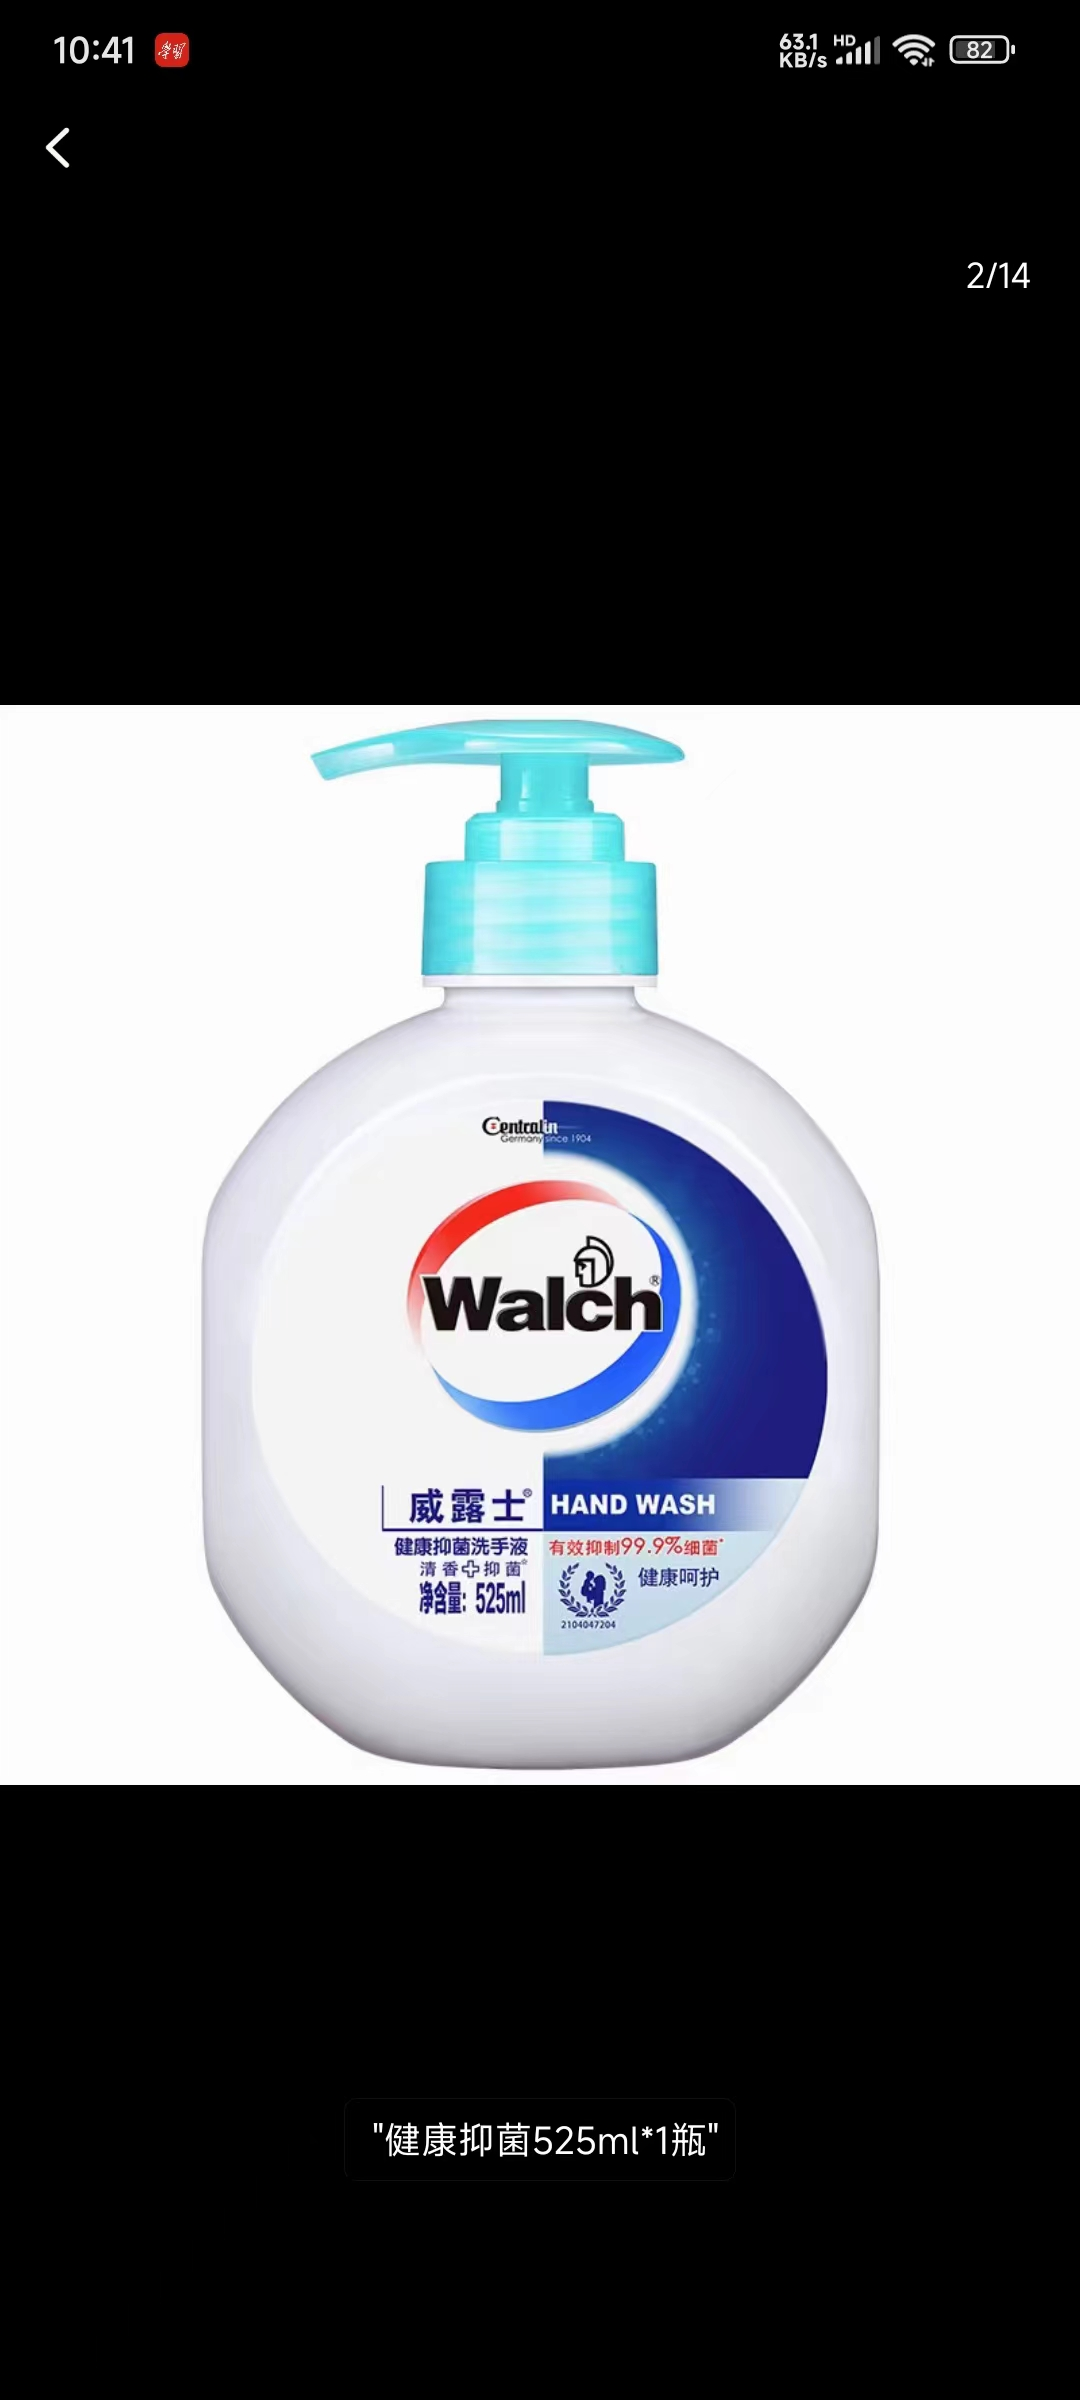 10:41 学习 63.1 KB/s HD 82
2/14
Centralin
Germany since 1904
Walch®
威露士® HAND WASH
健康抑菌洗手液 有效抑制99.9%细菌*
清香+抑菌* 健康呵护
净含量: 525ml
2104047204
"健康抑菌525ml*1瓶"